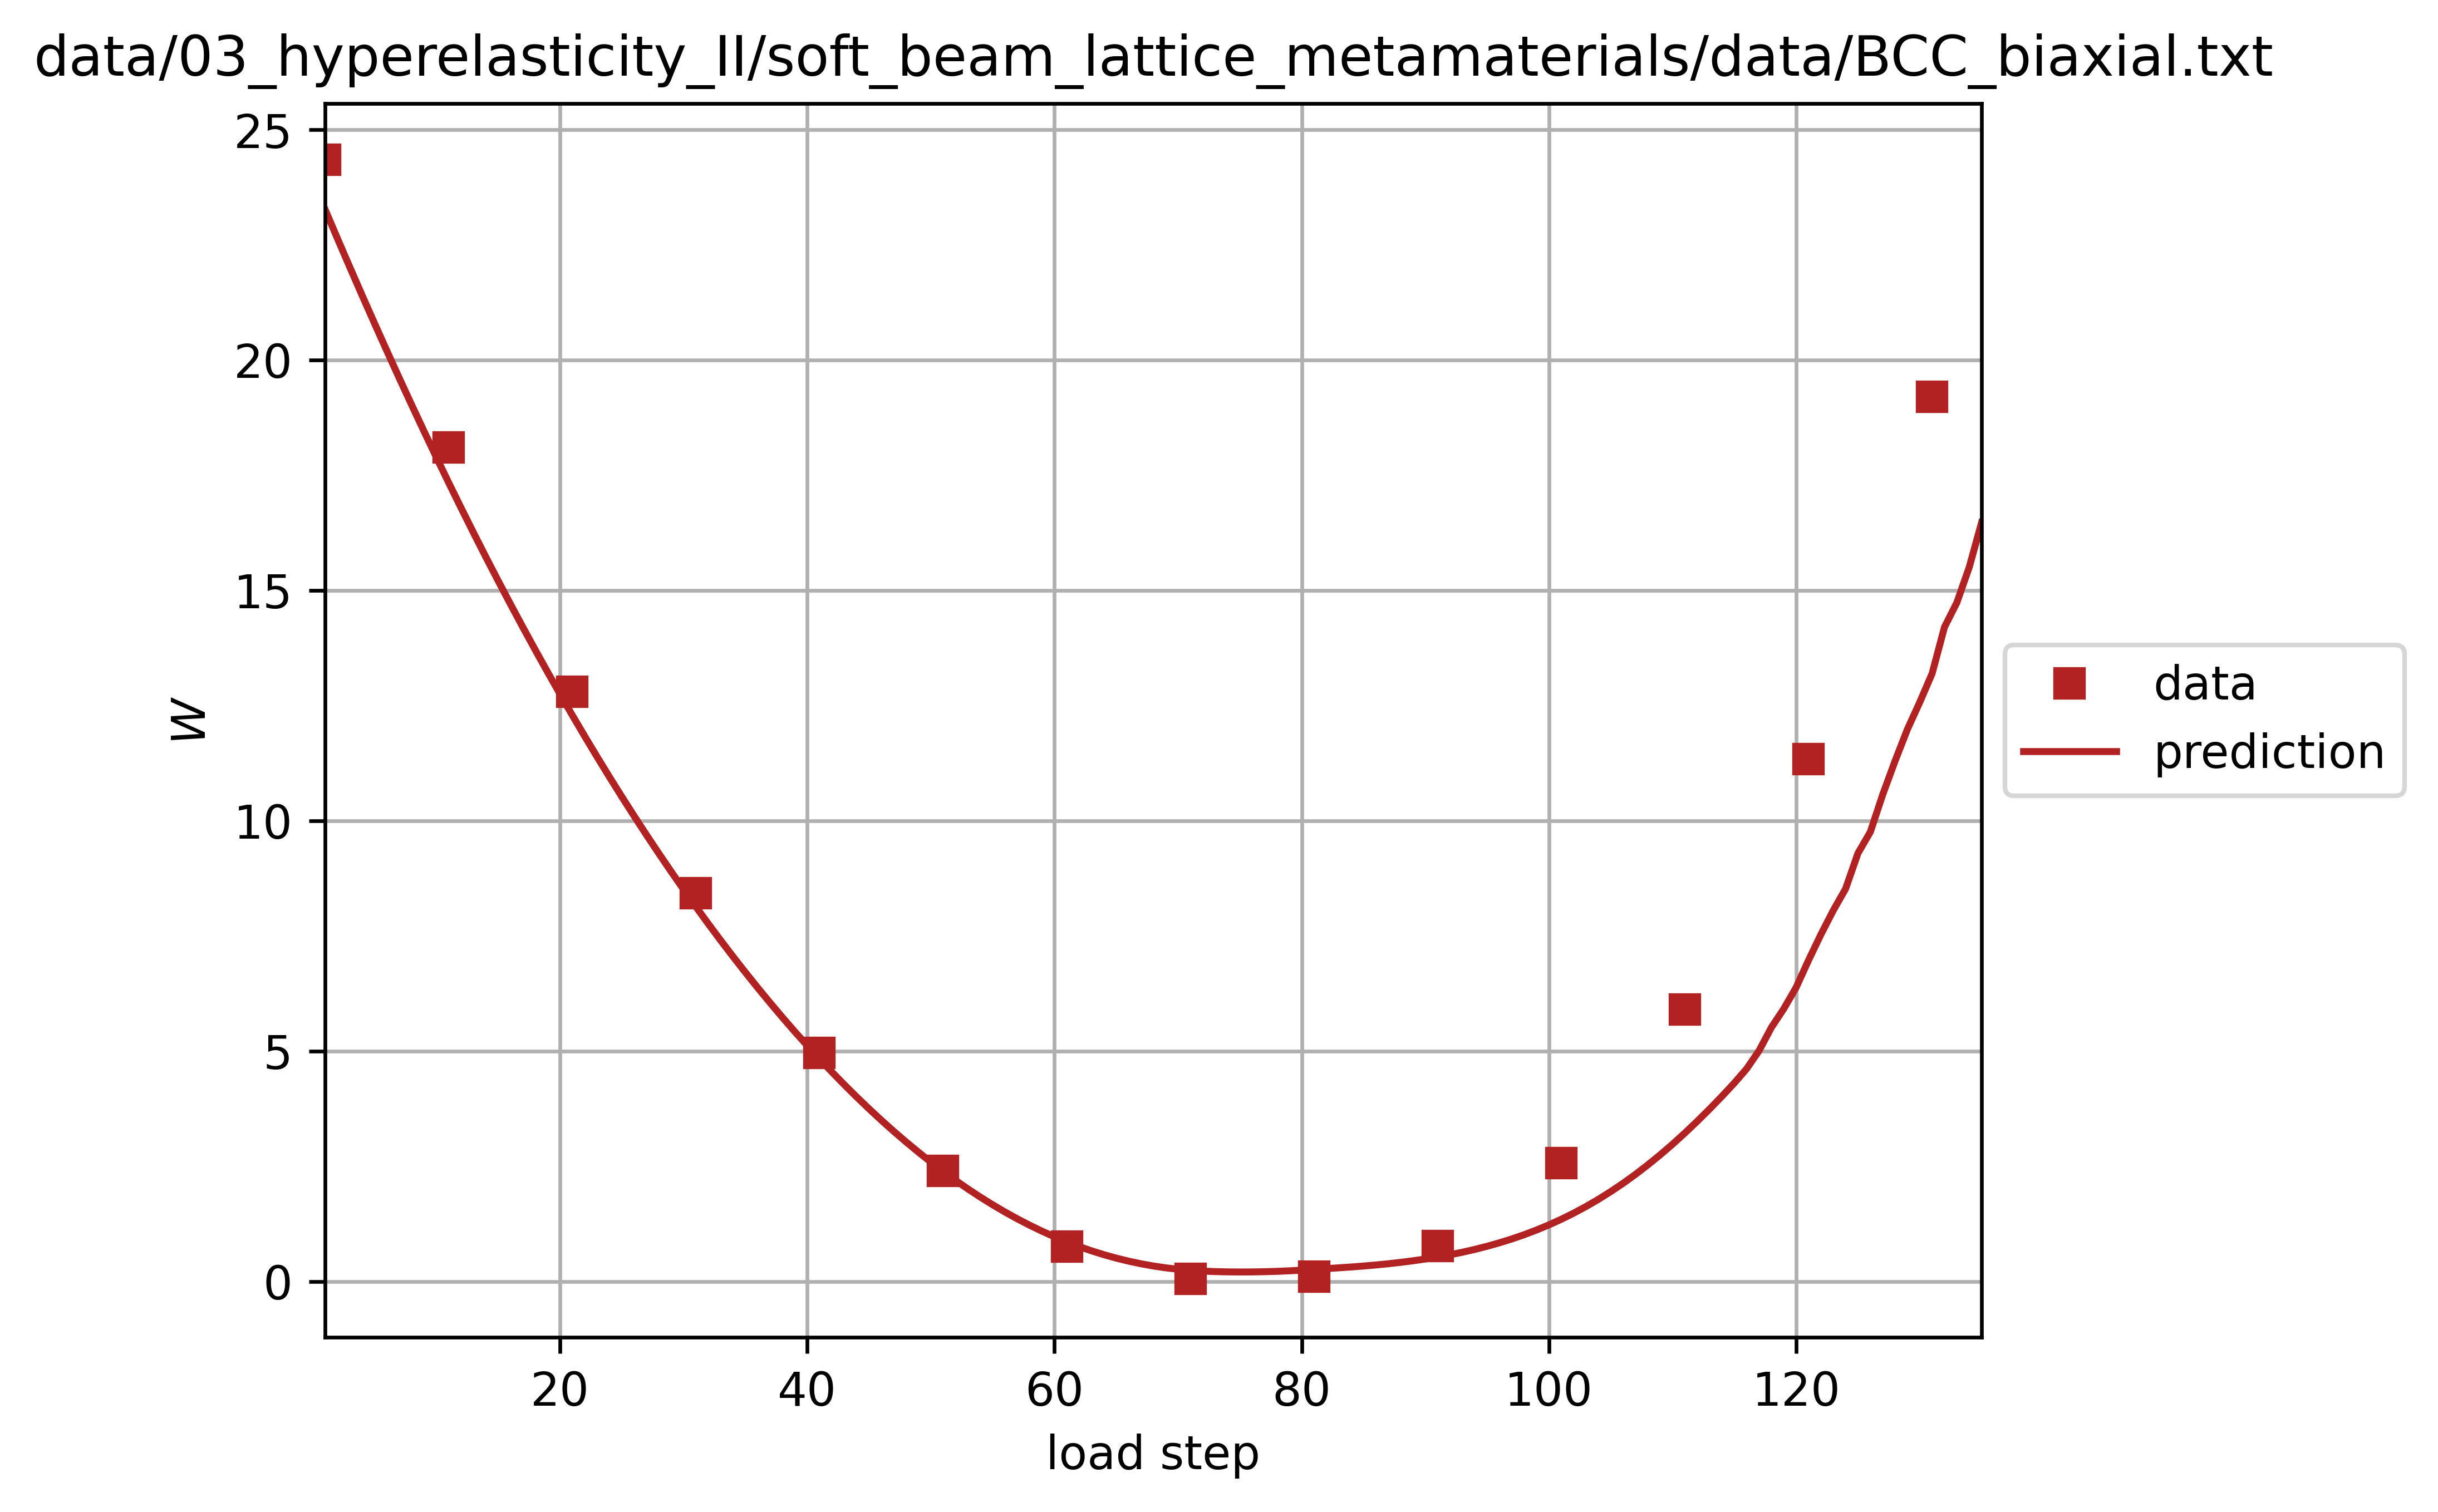 data/03_hyperelasticity_II/soft_beam_lattice_metamaterials/data/BCC_biaxial.txt
25
20
15
10
5
0
W
20 40 60 80 100 120
load step
data
prediction